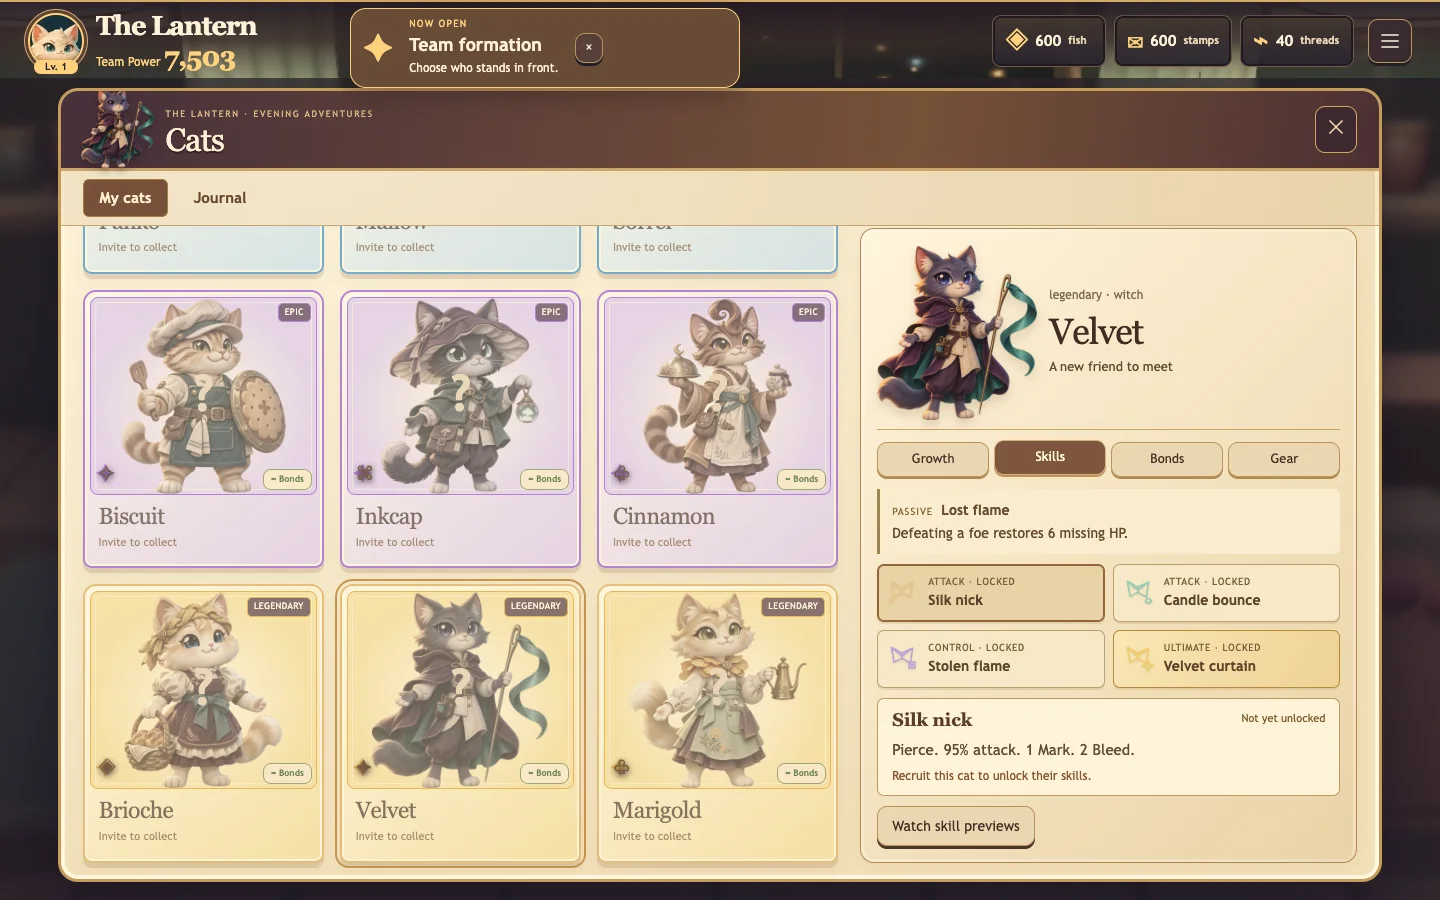 The Lantern
Lv. 1
Team Power 7,503
NOW OPEN
Team formation
Choose who stands in front.
×
600 fish
600 stamps
40 threads
THE LANTERN · EVENING ADVENTURES
Cats
My cats
Journal
Invite to collect
Invite to collect
Invite to collect
EPIC
?
Bonds
Biscuit
Invite to collect
EPIC
?
Bonds
Inkcap
Invite to collect
EPIC
?
Bonds
Cinnamon
Invite to collect
LEGENDARY
?
Bonds
Brioche
Invite to collect
LEGENDARY
?
Bonds
Velvet
Invite to collect
LEGENDARY
?
Bonds
Marigold
Invite to collect
legendary · witch
Velvet
A new friend to meet
Growth
Skills
Bonds
Gear
PASSIVE Lost flame
Defeating a foe restores 6 missing HP.
ATTACK · LOCKED
Silk nick
ATTACK · LOCKED
Candle bounce
CONTROL · LOCKED
Stolen flame
ULTIMATE · LOCKED
Velvet curtain
Silk nick
Not yet unlocked
Pierce. 95% attack. 1 Mark. 2 Bleed.
Recruit this cat to unlock their skills.
Watch skill previews